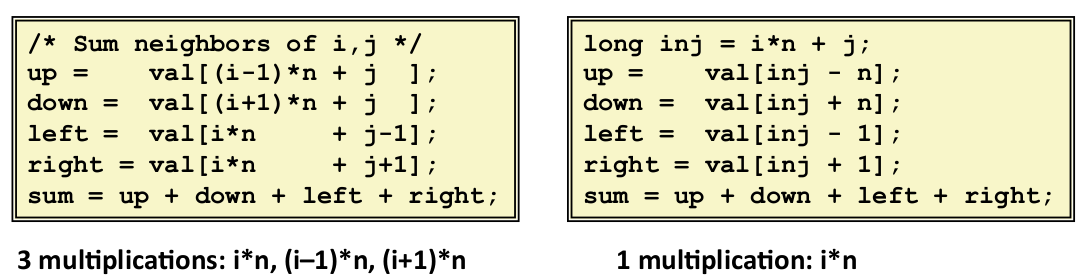 /* Sum neighbors of i,j */
up =    val[(i-1)*n + j  ];
down =  val[(i+1)*n + j  ];
left =  val[i*n     + j-1];
right = val[i*n     + j+1];
sum = up + down + left + right;
3 multiplications: i*n, (i–1)*n, (i+1)*n
long inj = i*n + j;
up =    val[inj - n];
down =  val[inj + n];
left =  val[inj - 1];
right = val[inj + 1];
sum = up + down + left + right;
1 multiplication: i*n